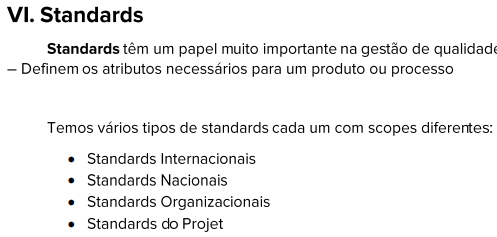 VI. Standards
Standards têm um papel muito importante na gestão de qualidade
– Definem os atributos necessários para um produto ou processo
Temos vários tipos de standards cada um com scopes diferentes:
• Standards Internacionais
• Standards Nacionais
• Standards Organizacionais
• Standards do Projet